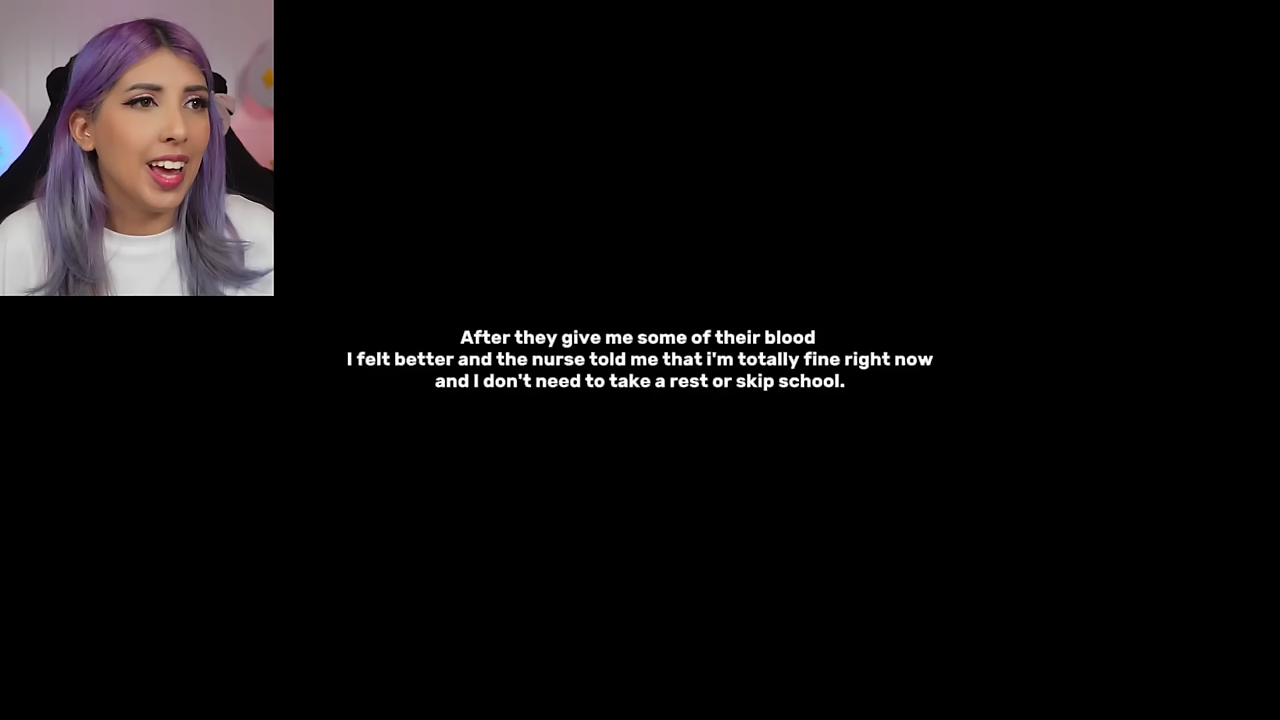 After they give me some of their blood
I felt better and the nurse told me that i'm totally fine right now
and I don't need to take a rest or skip school.